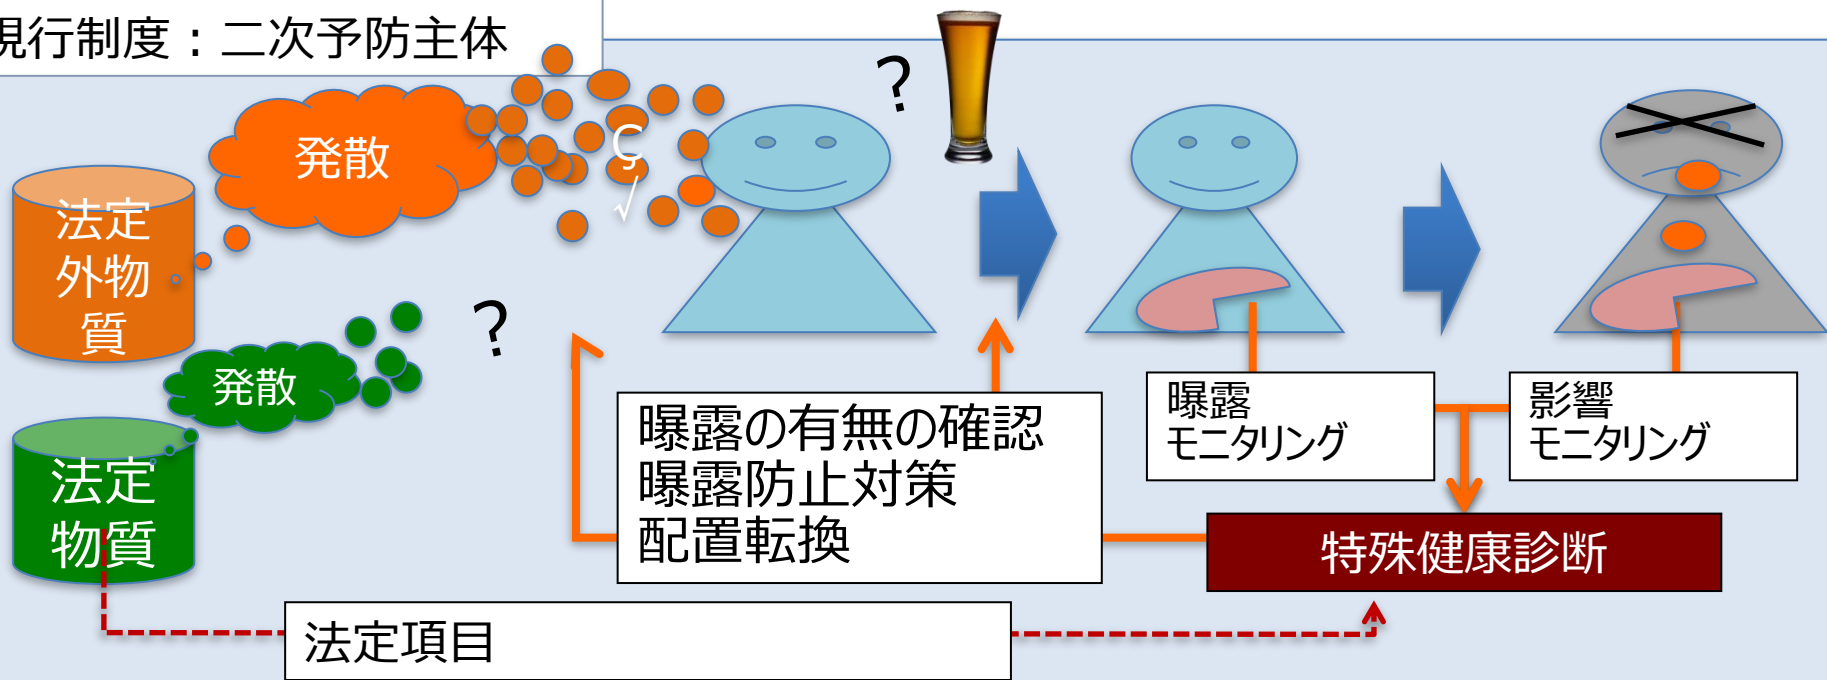 現行制度：二次予防主体
?
発散
Ç
√
法定
外物
質
?
発散
曝露の有無の確認
曝露防止対策
配置転換
曝露
モニタリング
影響
モニタリング
法定
物質
特殊健康診断
法定項目